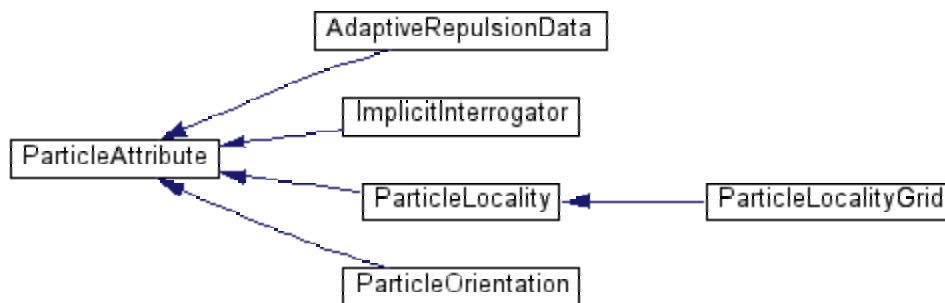 AdaptiveRepulsionData
ImplicitInterrogator
ParticleAttribute
ParticleLocality
ParticleLocalityGrid
ParticleOrientation